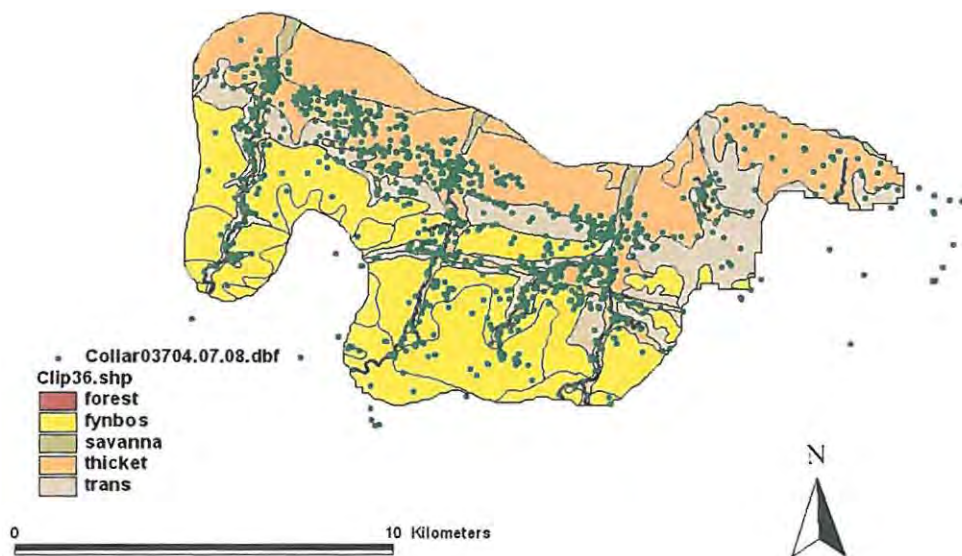 Collar03704.07.08.dbf
Clip36.shp
forest
fynbos
savanna
thicket
trans
N
0 10 Kilometers